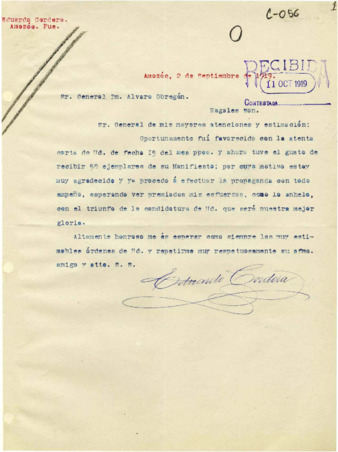 C-056
1
Eduardo Cordera.
Amozóc, Pue.
O
RECIBIDA
11 OCT 1919
CONTESTADA
Amozóc, 2 de Septiembre de 1919.
Sr. General Dn. Alvaro Obregón.
Nogales Son.
Sr. General de mis mayores atenciones y estimación:
Oportunamente fuí favorecido con la atenta
carta de Ud. de fecha 15 del mes ppdo. y ahora tuve el gusto de
recibir 50 ejemplares de su Manifiesto; por cuyo motivo estoy
muy agradecido y ya procedo á efectuar la propaganda con todo
empeño, esperando ver premiados mis esfuerzos, como lo anhelo,
con el triunfo de la candidatura de Ud. que será nuestra mejor
gloria.
Altamente honroso me és esperar como siempre las muy esti-
mables órdenes de Ud. y repetirme muy respetuosamente su afmo.
amigo y atto. S. S.
Eduardo Cordera